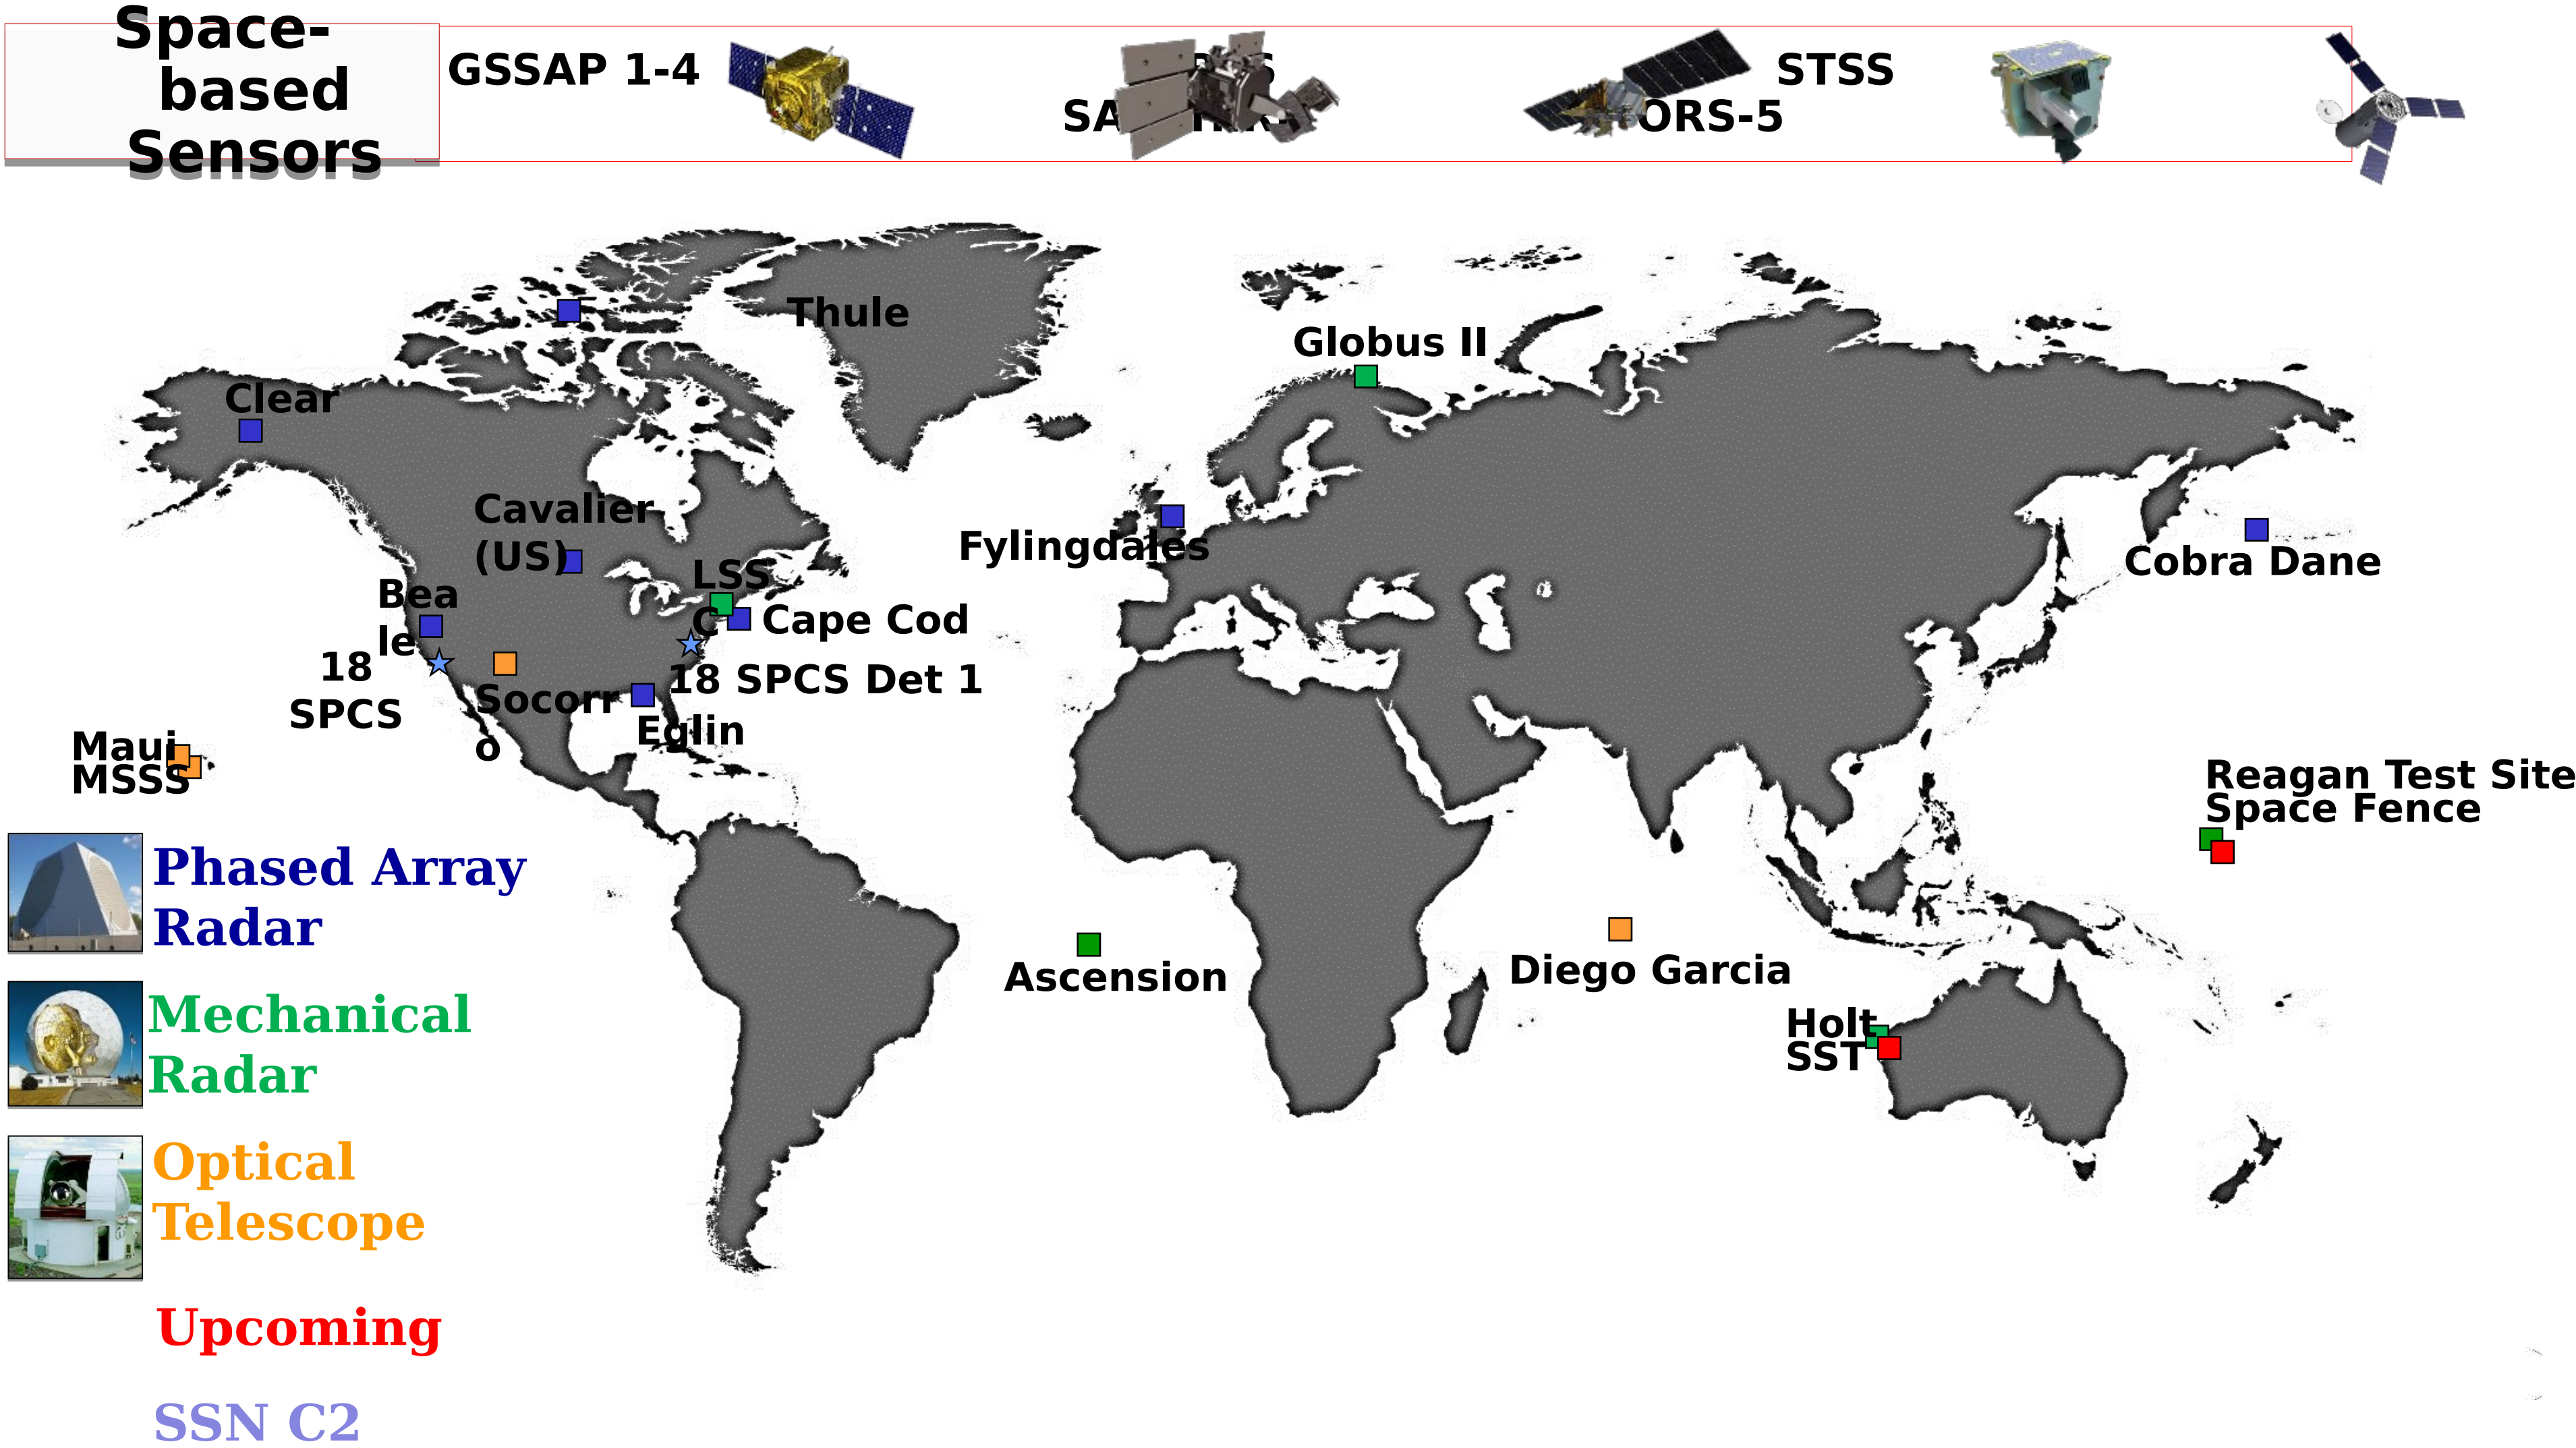 Space-
based
Sensors
GSSAP 1-4
STSS
ORS-5
Thule
Globus II
Clear
Cavalier
(US)
Fylingdales
Cobra Dane
LSS
C
Bea
le
Cape Cod
18
SPCS
18 SPCS Det 1
Socorr
o
Eglin
Maui
MSSS
Reagan Test Site
Space Fence
Phased Array
Radar
Ascension
Diego Garcia
Mechanical
Radar
Holt
SST
Optical
Telescope
Upcoming
SSN C2